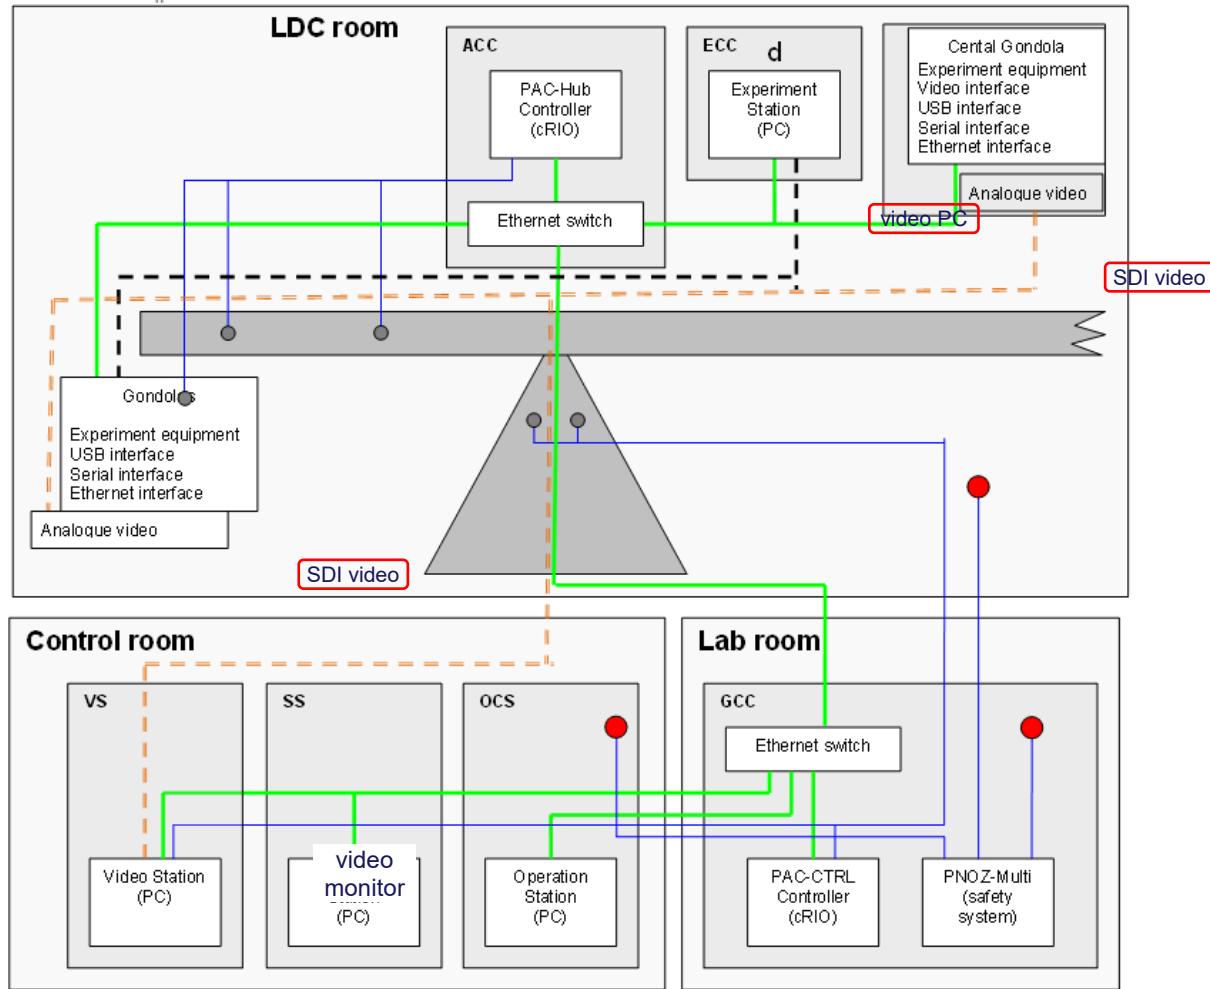 LDC room
ACC
PAC-Hub
Controller
(cRIO)
Ethernet switch
ECC
d
Experiment
Station
(PC)
Cental Gondola
Experiment equipment
Video interface
USB interface
Serial interface
Ethernet interface
Analogue video
video PC
SDI video
Experiment equipment
USB interface
Serial interface
Ethernet interface
Analogue video
SDI video
Control room
VS
Video Station
(PC)
SS
video
monitor
(PC)
OCS
Operation
Station
(PC)
Lab room
GCC
Ethernet switch
PAC-CTRL
Controller
(cRIO)
PNOZ-Multi
(safety
system)